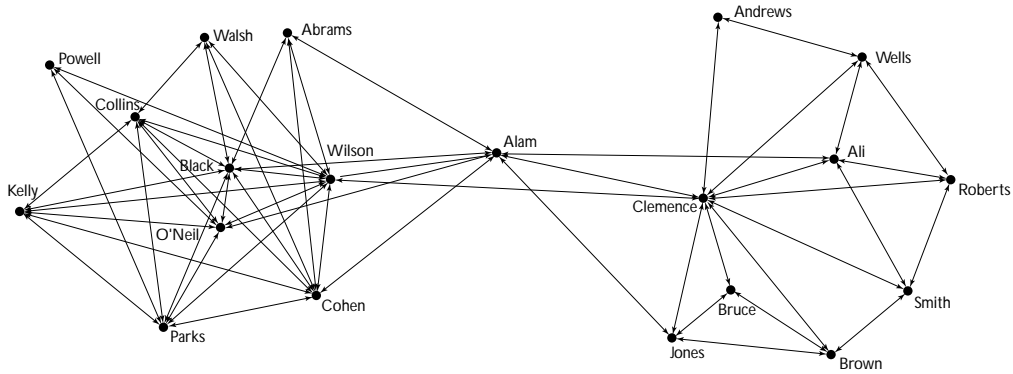 Andrews
Abrams
Walsh
Powell
Wells
Collins
Alam
Wilson
Ali
Black
Kelly
Roberts
Clemence
O'Neil
Cohen
Smith
Bruce
Parks
Jones
Brown